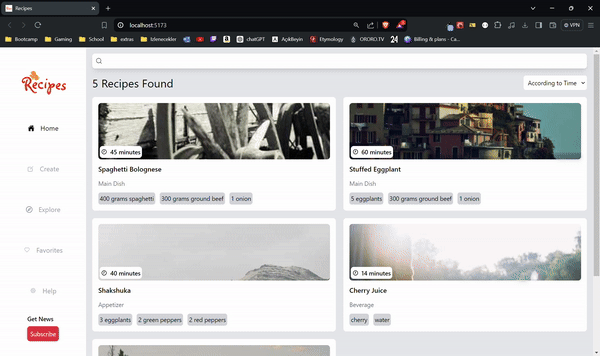 Recipes
localhost:5173
VPN
Bootcamp
Gaming
School
extras
İzlenecekler
chatGPT
AçıkBeyin
Etymology
ORORO.TV
24
Billing & plans - Ca...
Recipes
Home
Create
Explore
Favorites
Help
Get News
Subscribe
5 Recipes Found
According to Time
45 minutes
Spaghetti Bolognese
Main Dish
400 grams spaghetti
300 grams ground beef
1 onion
60 minutes
Stuffed Eggplant
Main Dish
5 eggplants
300 grams ground beef
1 onion
40 minutes
Shakshuka
Appetizer
3 eggplants
2 green peppers
2 red peppers
14 minutes
Cherry Juice
Beverage
cherry
water